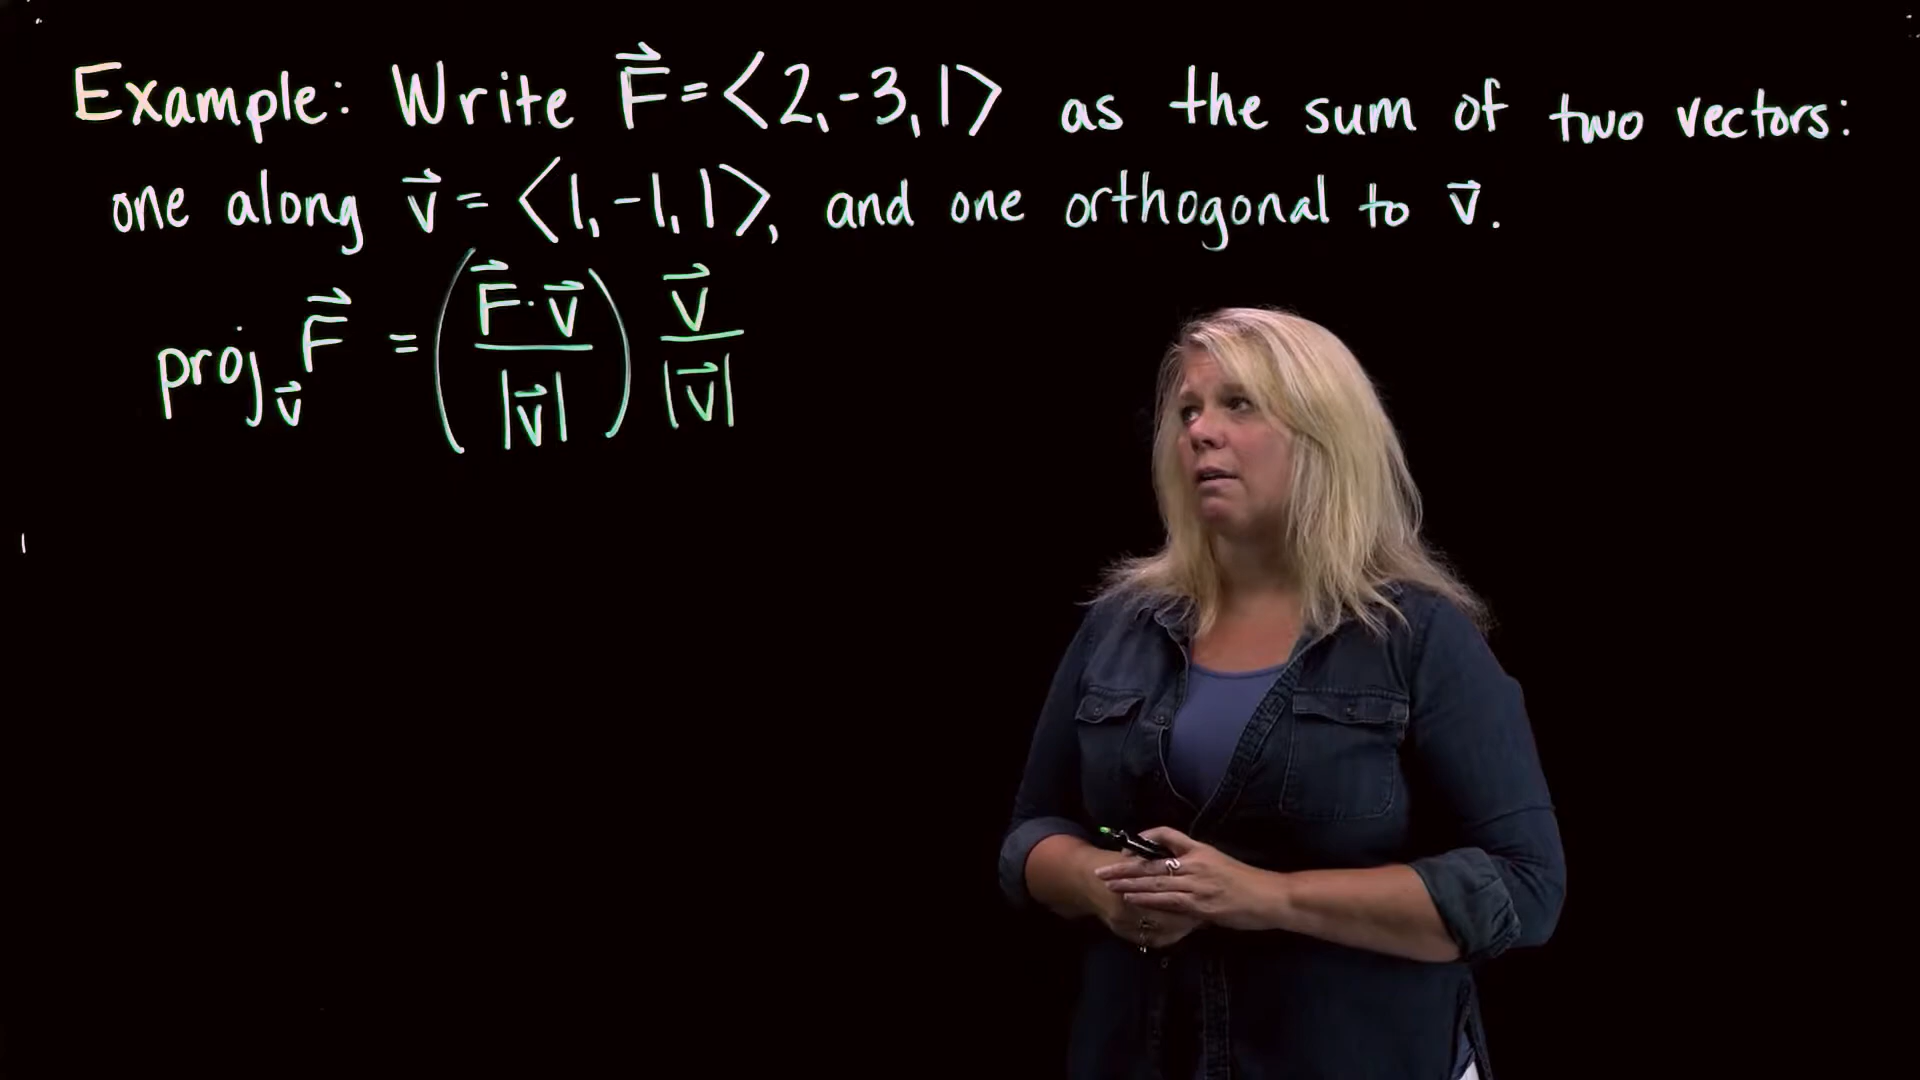 Example: Write F⃗ = <2, -3, 1> as the sum of two vectors:
one along v⃗ = <1, -1, 1>, and one orthogonal to v⃗.
proj_v⃗ F⃗ = (F⃗ · v⃗ / |v⃗|) v⃗ / |v⃗|